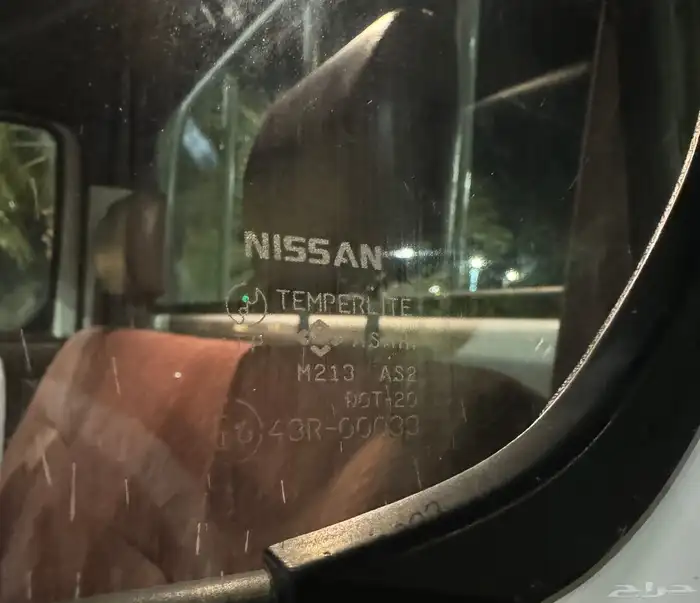 NISSAN
TEMPERLITE
M213 AS2
DOT-20
43R-00033
حراج